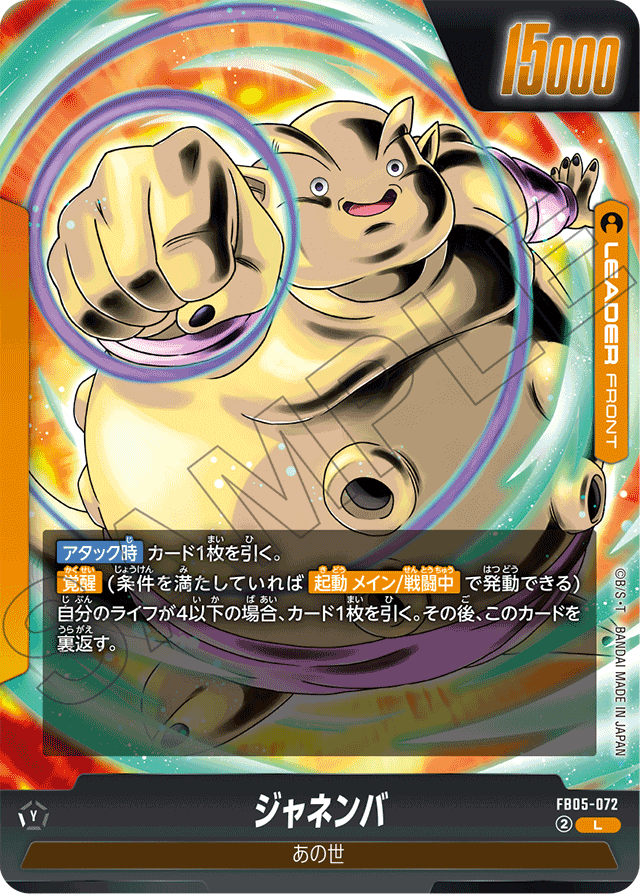 15000
LEADER FRONT
SAMPLE
アタック時 カード1枚を引く。
覚醒 (条件を満たしていれば 起動 メイン/戦闘中 で発動できる)
自分のライフが4以下の場合、カード1枚を引く。その後、このカードを
裏返す。
©B/S・T BANDAI MADE IN JAPAN
Y
ジャネンバ
あの世
FB05-072
② L